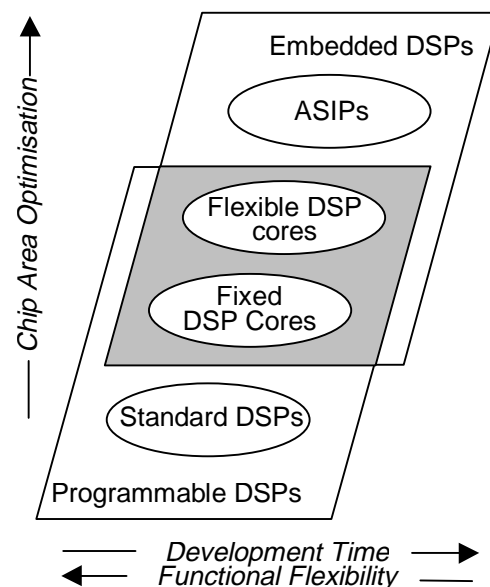 Embedded DSPs
ASIPs
Flexible DSP
cores
Fixed
DSP Cores
Standard DSPs
Programmable DSPs
Chip Area Optimisation
Development Time
Functional Flexibility